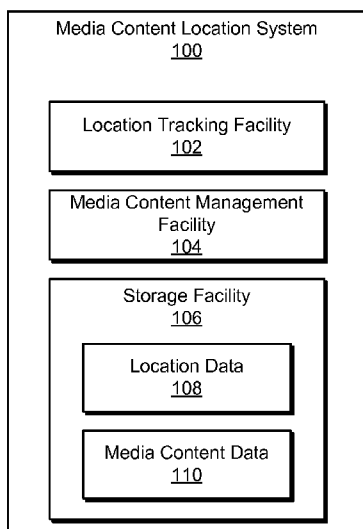 Media Content Location System
100
Location Tracking Facility
102
Media Content Management
Facility
104
Storage Facility
106
Location Data
108
Media Content Data
110